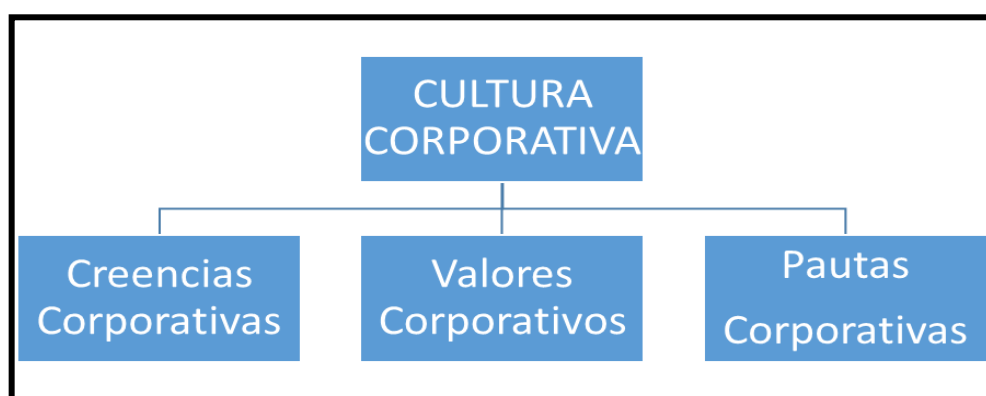 CULTURA
CORPORATIVA
Creencias
Corporativas
Valores
Corporativos
Pautas
Corporativas